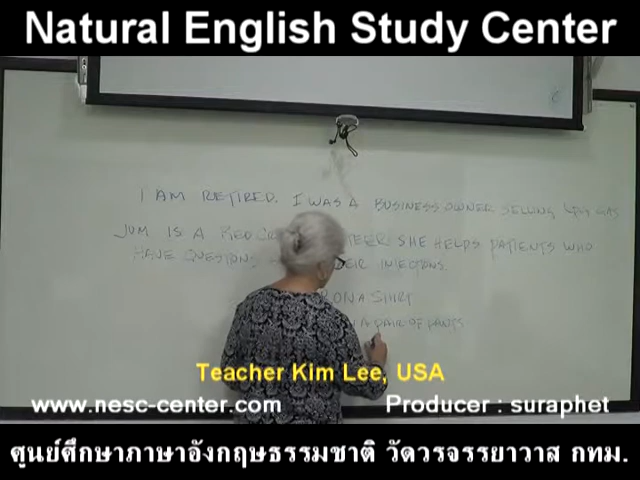 Natural English Study Center
I AM RETIRED. I WAS A BUSINESS OWNER SELLING GAS
JUM IS A RED SHE HELPS PATIENTS WHO
HAVE QUESTIONS INJECTIONS.
ON A SHIRT
A PAIR OF PANTS
Teacher Kim Lee, USA
www.nesc-center.com Producer : suraphet
ศูนย์ศึกษาภาษาอังกฤษธรรมชาติ วัดวรจรรยาวาส กทม.